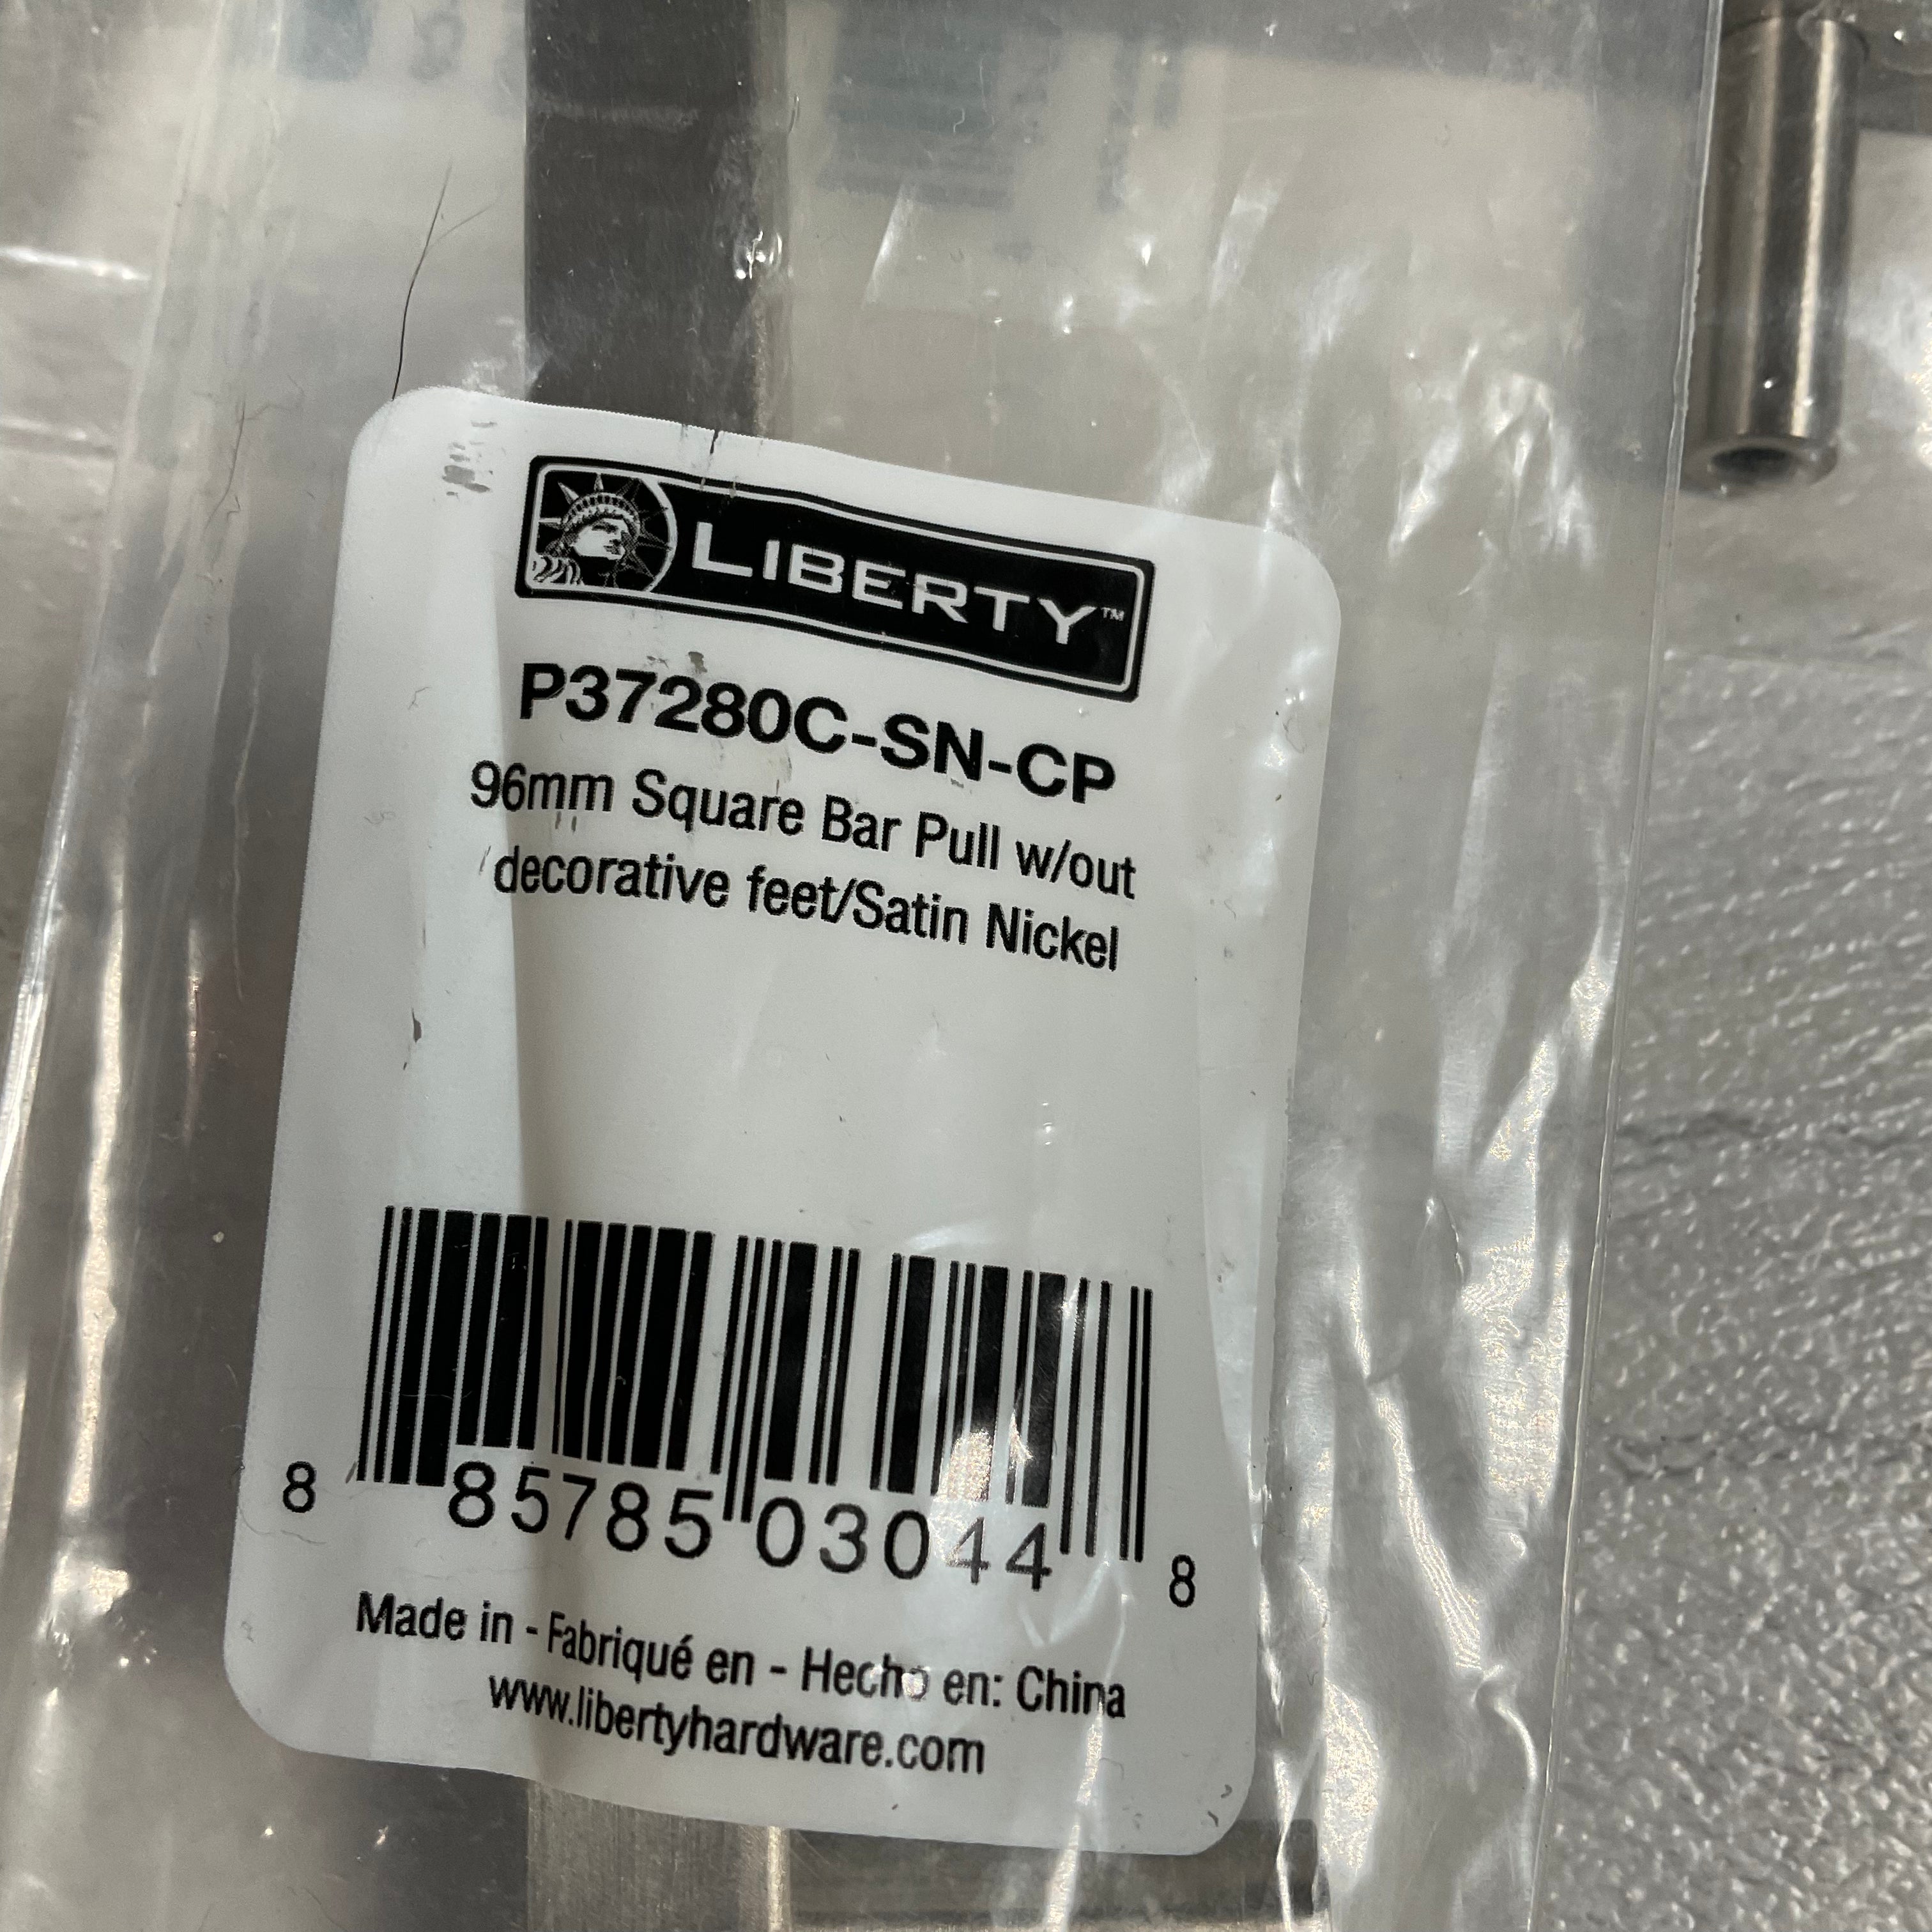 LIBERTY™
P37280C-SN-CP
96mm Square Bar Pull w/out
decorative feet/Satin Nickel
8 85785 03044 8
Made in - Fabriqué en - Hecho en: China
www.libertyhardware.com